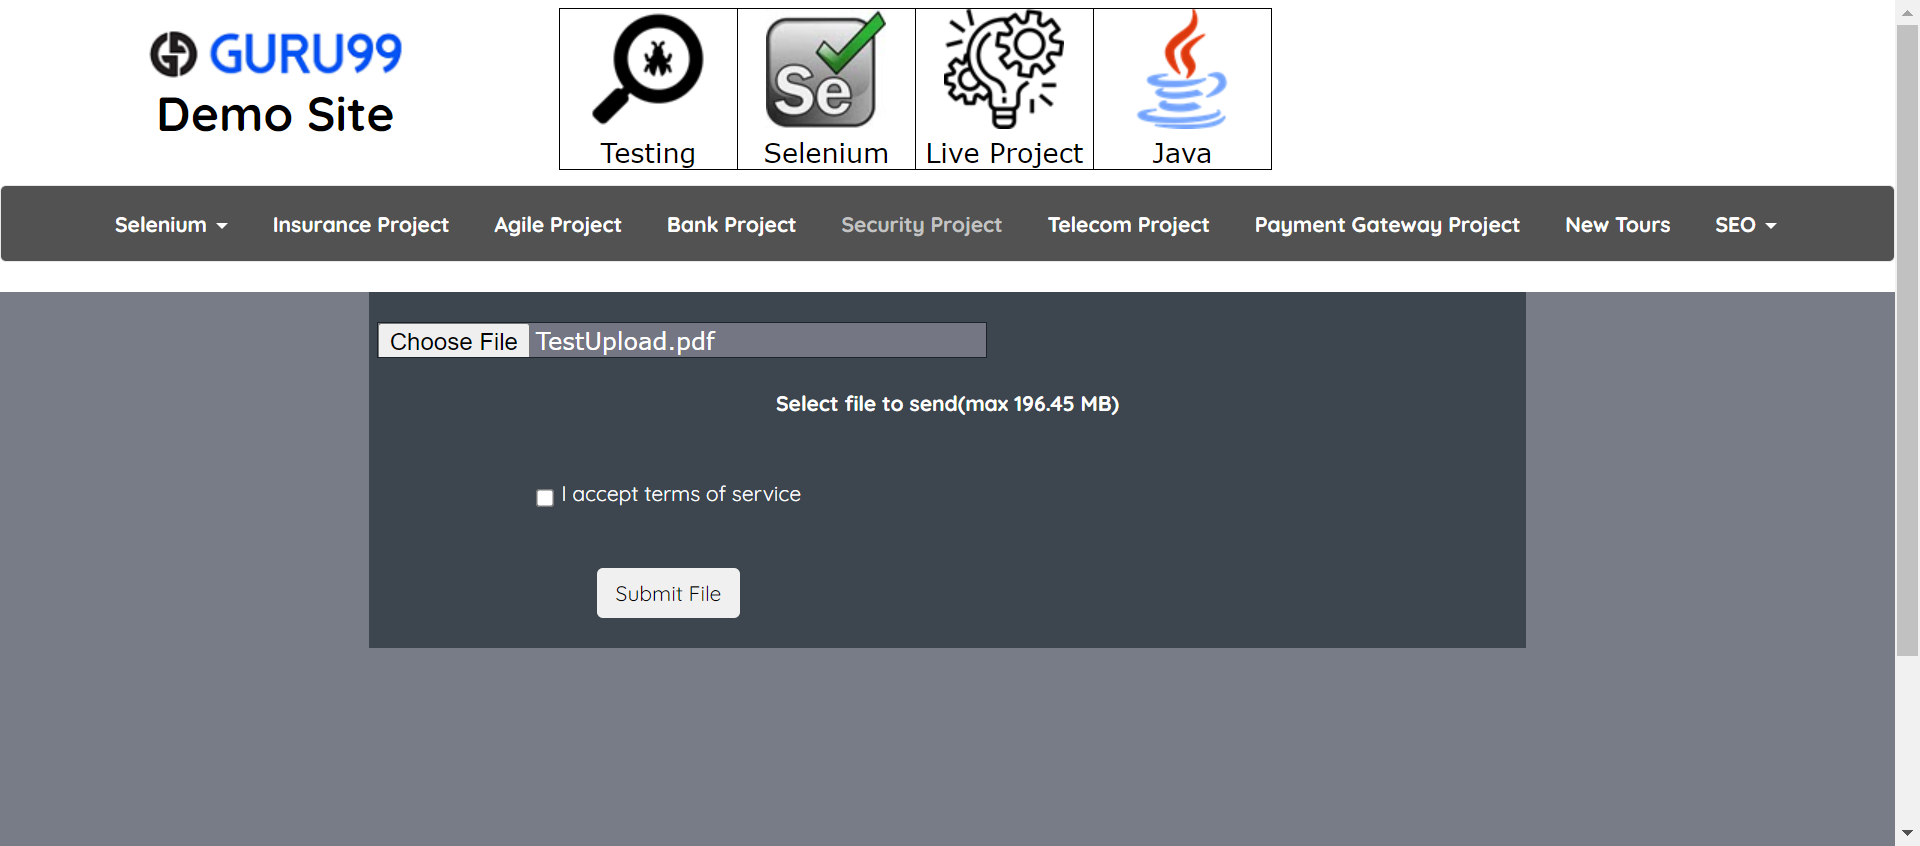 GURU99
Demo Site
Testing
Se
Selenium
Live Project
Java
Selenium
Insurance Project
Agile Project
Bank Project
Security Project
Telecom Project
Payment Gateway Project
New Tours
SEO
Choose File TestUpload.pdf
Select file to send(max 196.45 MB)
I accept terms of service
Submit File